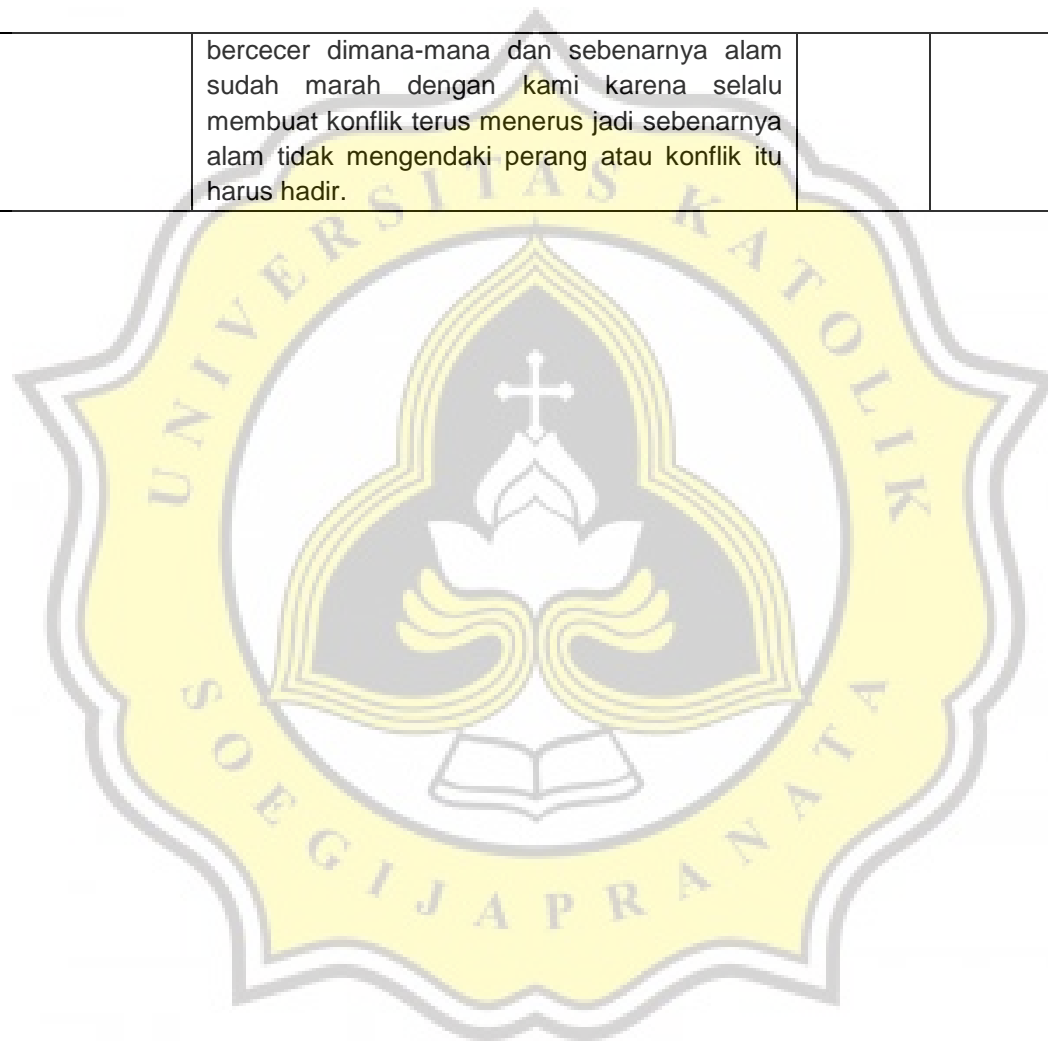 bercecer dimana-mana dan sebenarnya alam
sudah marah dengan kami karena selalu
membuat konflik terus menerus jadi sebenarnya
alam tidak mengendaki perang atau konflik itu
harus hadir.
UNIVERSITAS KATOLIK
SOEGIJAPRANATA